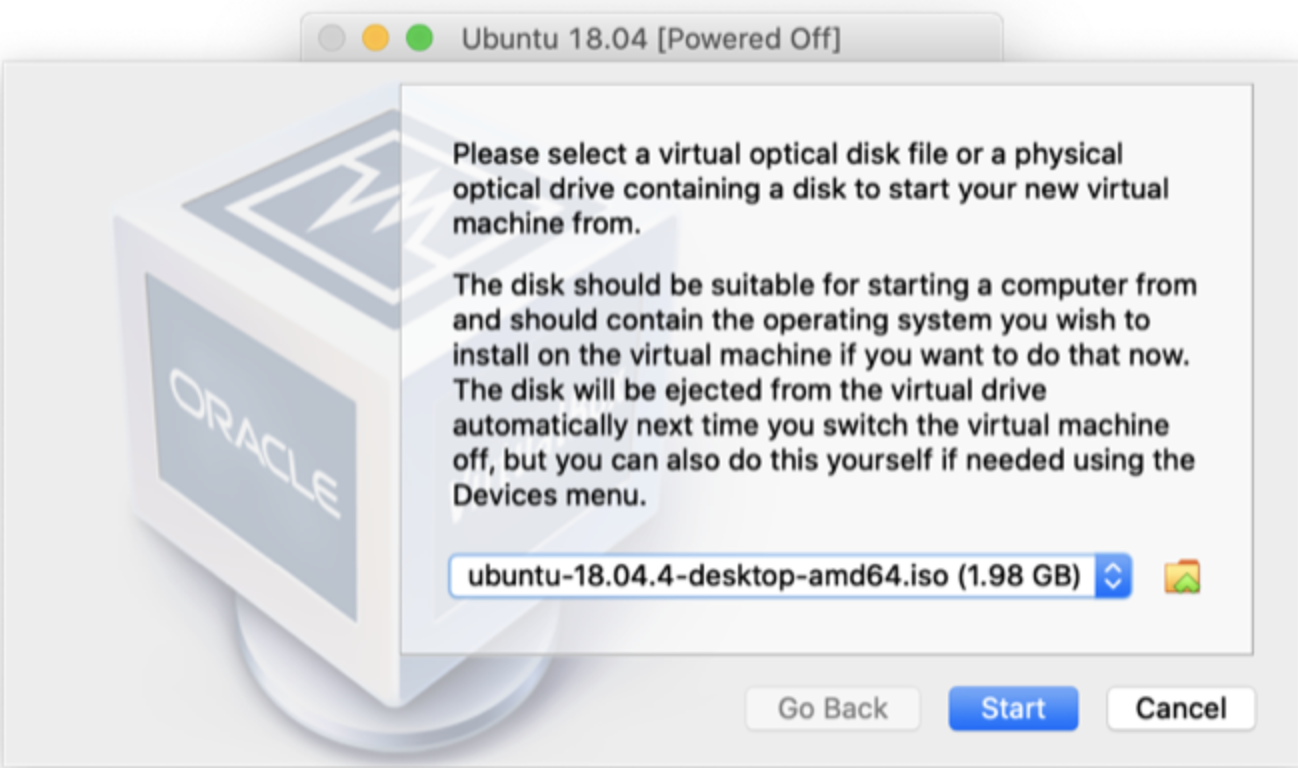 Ubuntu 18.04 [Powered Off]
Please select a virtual optical disk file or a physical
optical drive containing a disk to start your new virtual
machine from.
The disk should be suitable for starting a computer from
and should contain the operating system you wish to
install on the virtual machine if you want to do that now.
The disk will be ejected from the virtual drive
automatically next time you switch the virtual machine
off, but you can also do this yourself if needed using the
Devices menu.
ORACLE
ubuntu-18.04.4-desktop-amd64.iso (1.98 GB)
Go Back
Start
Cancel